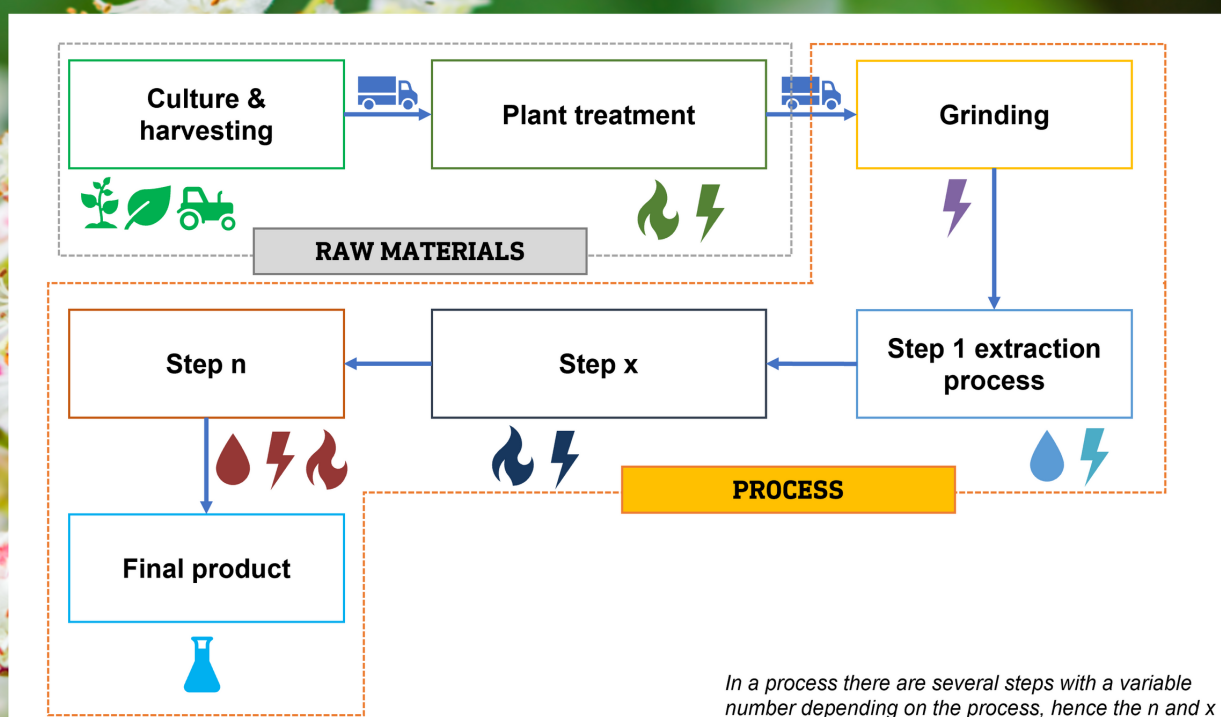 Culture &
harvesting
Plant treatment
Grinding
RAW MATERIALS
Step n
Step x
Step 1 extraction
process
PROCESS
Final product
In a process there are several steps with a variable
number depending on the process, hence the n and x